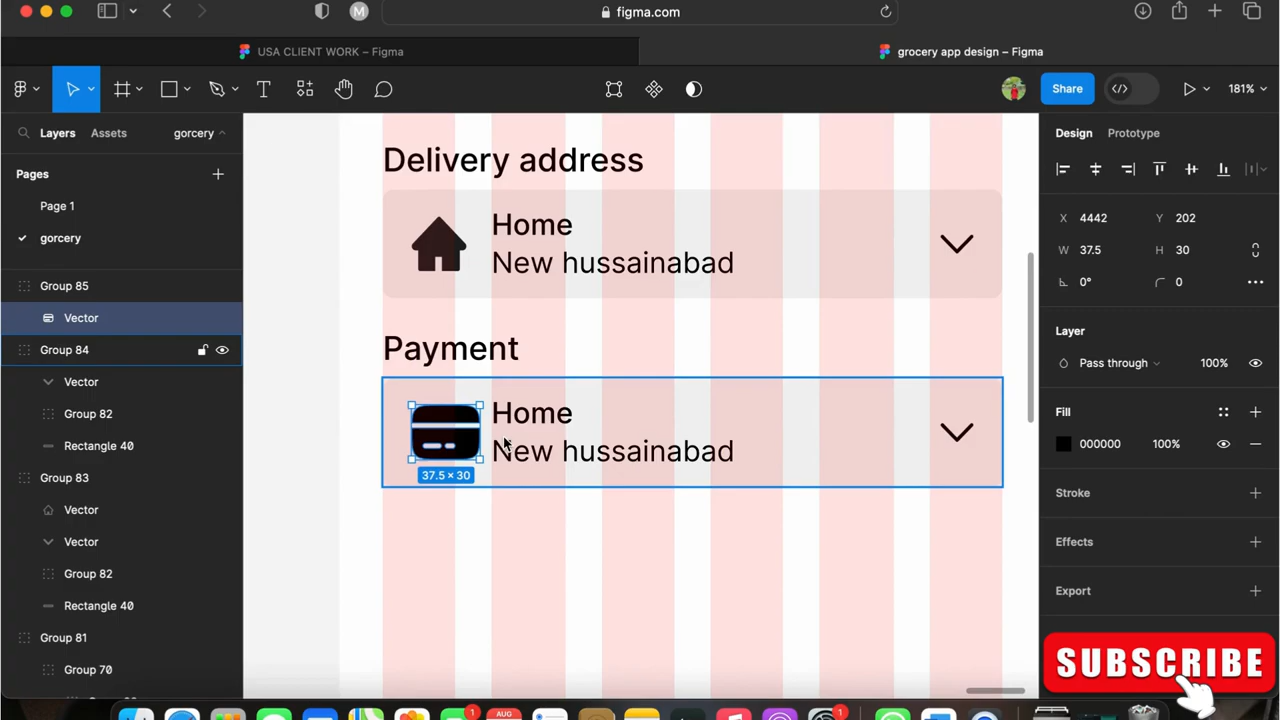 figma.com
M
USA CLIENT WORK – Figma
grocery app design – Figma
T
Share
</>
181%
Layers
Assets
gorcery
Pages
Page 1
gorcery
Group 85
Vector
Group 84
Vector
Group 82
Rectangle 40
Group 83
Vector
Vector
Group 82
Rectangle 40
Group 81
Group 70
Delivery address
Home
New hussainabad
Payment
Home
New hussainabad
37.5 × 30
Design
Prototype
X 4442
Y 202
W 37.5
H 30
0°
0
Layer
Pass through
100%
Fill
000000
100%
Stroke
Effects
Export
SUBSCRIBE
1
AUG
1